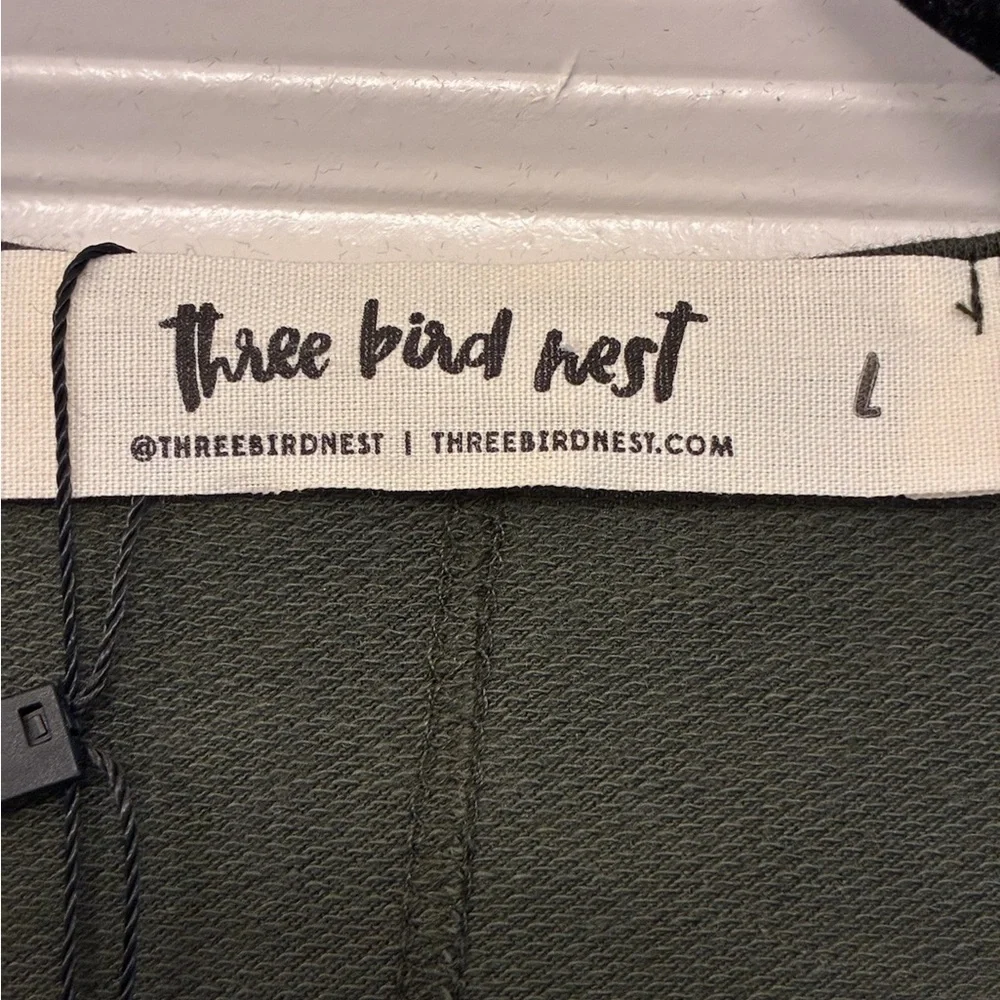 three bird nest
L
@THREEBIRDNEST | THREEBIRDNEST.COM